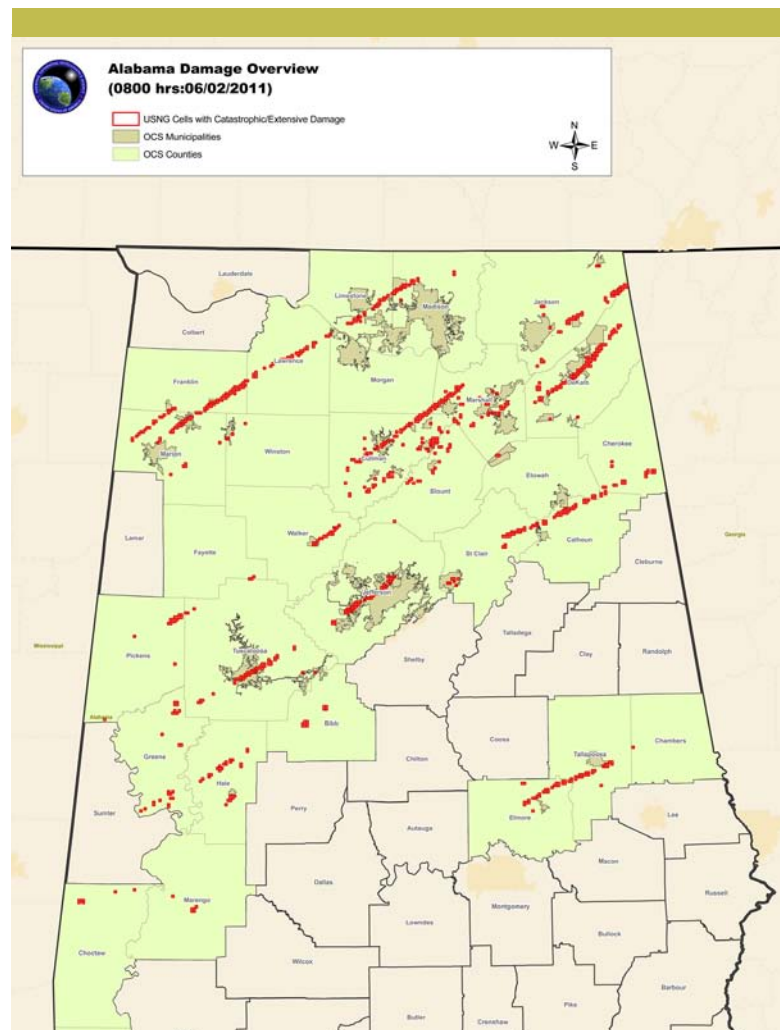 Alabama Damage Overview
(0800 hrs:06/02/2011)
USNG Cells with Catastrophic/Extensive Damage
OCS Municipalities
OCS Counties
N
W
E
S
Lauderdale
Limestone
Madison
Jackson
Colbert
Lawrence
Franklin
Morgan
Marshall
DeKalb
Marion
Winston
Cullman
Cherokee
Blount
Etowah
Walker
Lamar
Fayette
St Clair
Calhoun
Cleburne
Georgia
Jefferson
Mississippi
Pickens
Tuscaloosa
Shelby
Talladega
Clay
Randolph
Alabama
Bibb
Coosa
Chambers
Greene
Chilton
Tallapoosa
Hale
Sumter
Perry
Elmore
Lee
Autauga
Macon
Dallas
Montgomery
Russell
Marengo
Lowndes
Bullock
Choctaw
Wilcox
Butler
Crenshaw
Pike
Barbour